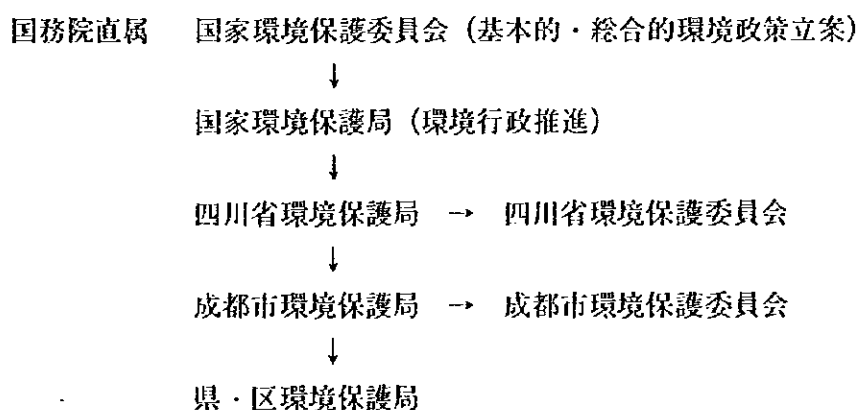 国務院直属 国家環境保護委員会（基本的・総合的環境政策立案）
↓
国家環境保護局（環境行政推進）
↓
四川省環境保護局 → 四川省環境保護委員会
↓
成都市環境保護局 → 成都市環境保護委員会
↓
県・区環境保護局